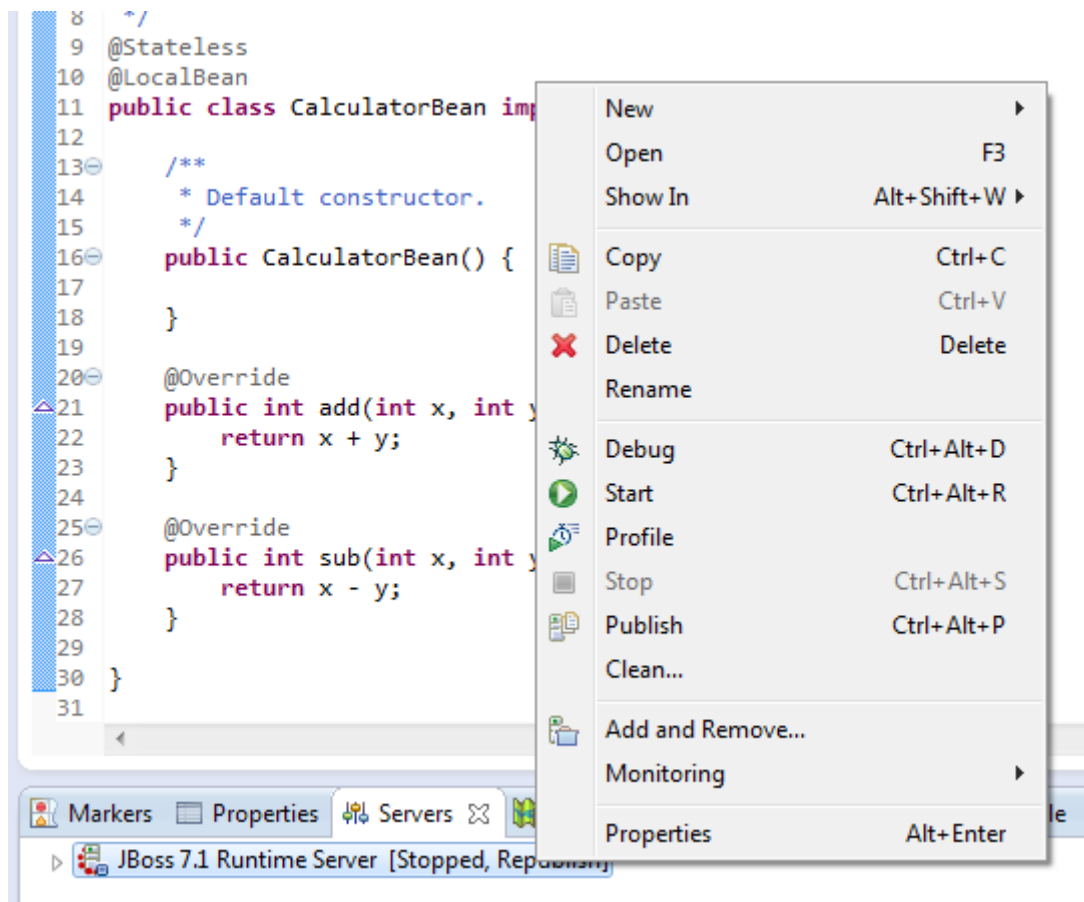 8 */
9 @Stateless
10 @LocalBean
11 public class CalculatorBean imp
12
13 /**
14 * Default constructor.
15 */
16 public CalculatorBean() {
17
18 }
19
20 @Override
21 public int add(int x, int y
22 return x + y;
23 }
24
25 @Override
26 public int sub(int x, int y
27 return x - y;
28 }
29
30 }
31
New
Open F3
Show In Alt+Shift+W
Copy Ctrl+C
Paste Ctrl+V
Delete Delete
Rename
Debug Ctrl+Alt+D
Start Ctrl+Alt+R
Profile
Stop Ctrl+Alt+S
Publish Ctrl+Alt+P
Clean...
Add and Remove...
Monitoring
Properties Alt+Enter
Markers Properties Servers le
JBoss 7.1 Runtime Server [Stopped, Republish]